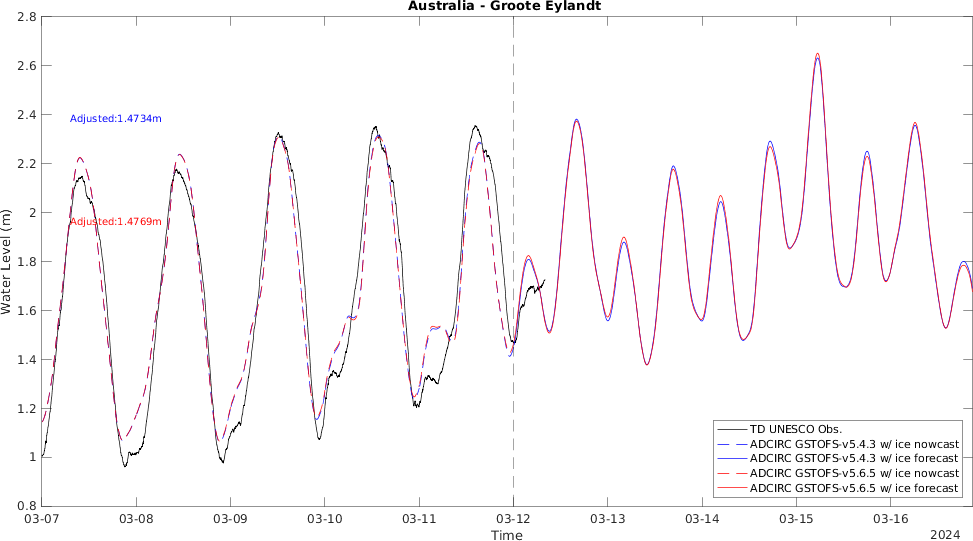 Australia - Groote Eylandt
Water Level (m)
2.8
2.6
2.4
2.2
2
1.8
1.6
1.4
1.2
1
0.8
Adjusted:1.4734m
Adjusted:1.4769m
TD UNESCO Obs.
ADCIRC GSTOFS-v5.4.3 w/ ice nowcast
ADCIRC GSTOFS-v5.4.3 w/ ice forecast
ADCIRC GSTOFS-v5.6.5 w/ ice nowcast
ADCIRC GSTOFS-v5.6.5 w/ ice forecast
03-07 03-08 03-09 03-10 03-11 03-12 03-13 03-14 03-15 03-16
Time
2024